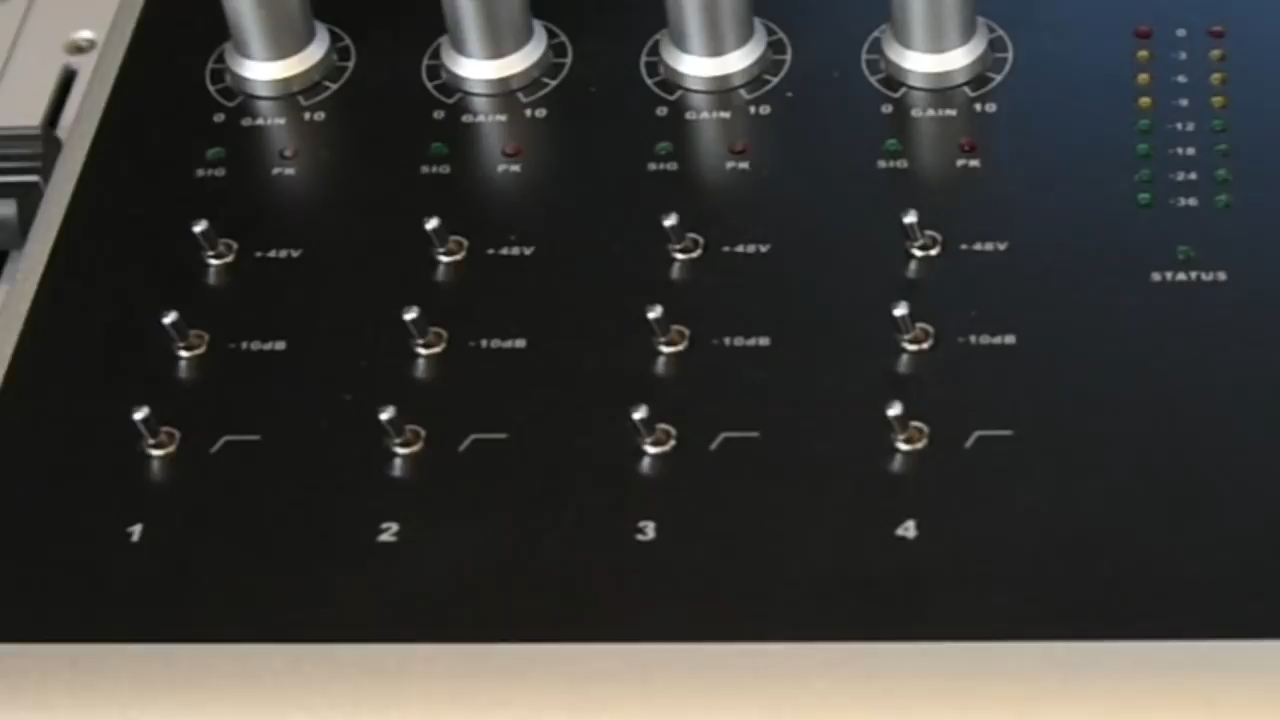 0 GAIN 10 0 GAIN 10 0 GAIN 10 0 GAIN 10
SIG PK SIG PK SIG PK SIG PK
+48V +48V +48V +48V
-10dB -10dB -10dB -10dB
1 2 3 4
0
-3
-6
-9
-12
-18
-24
-36
STATUS